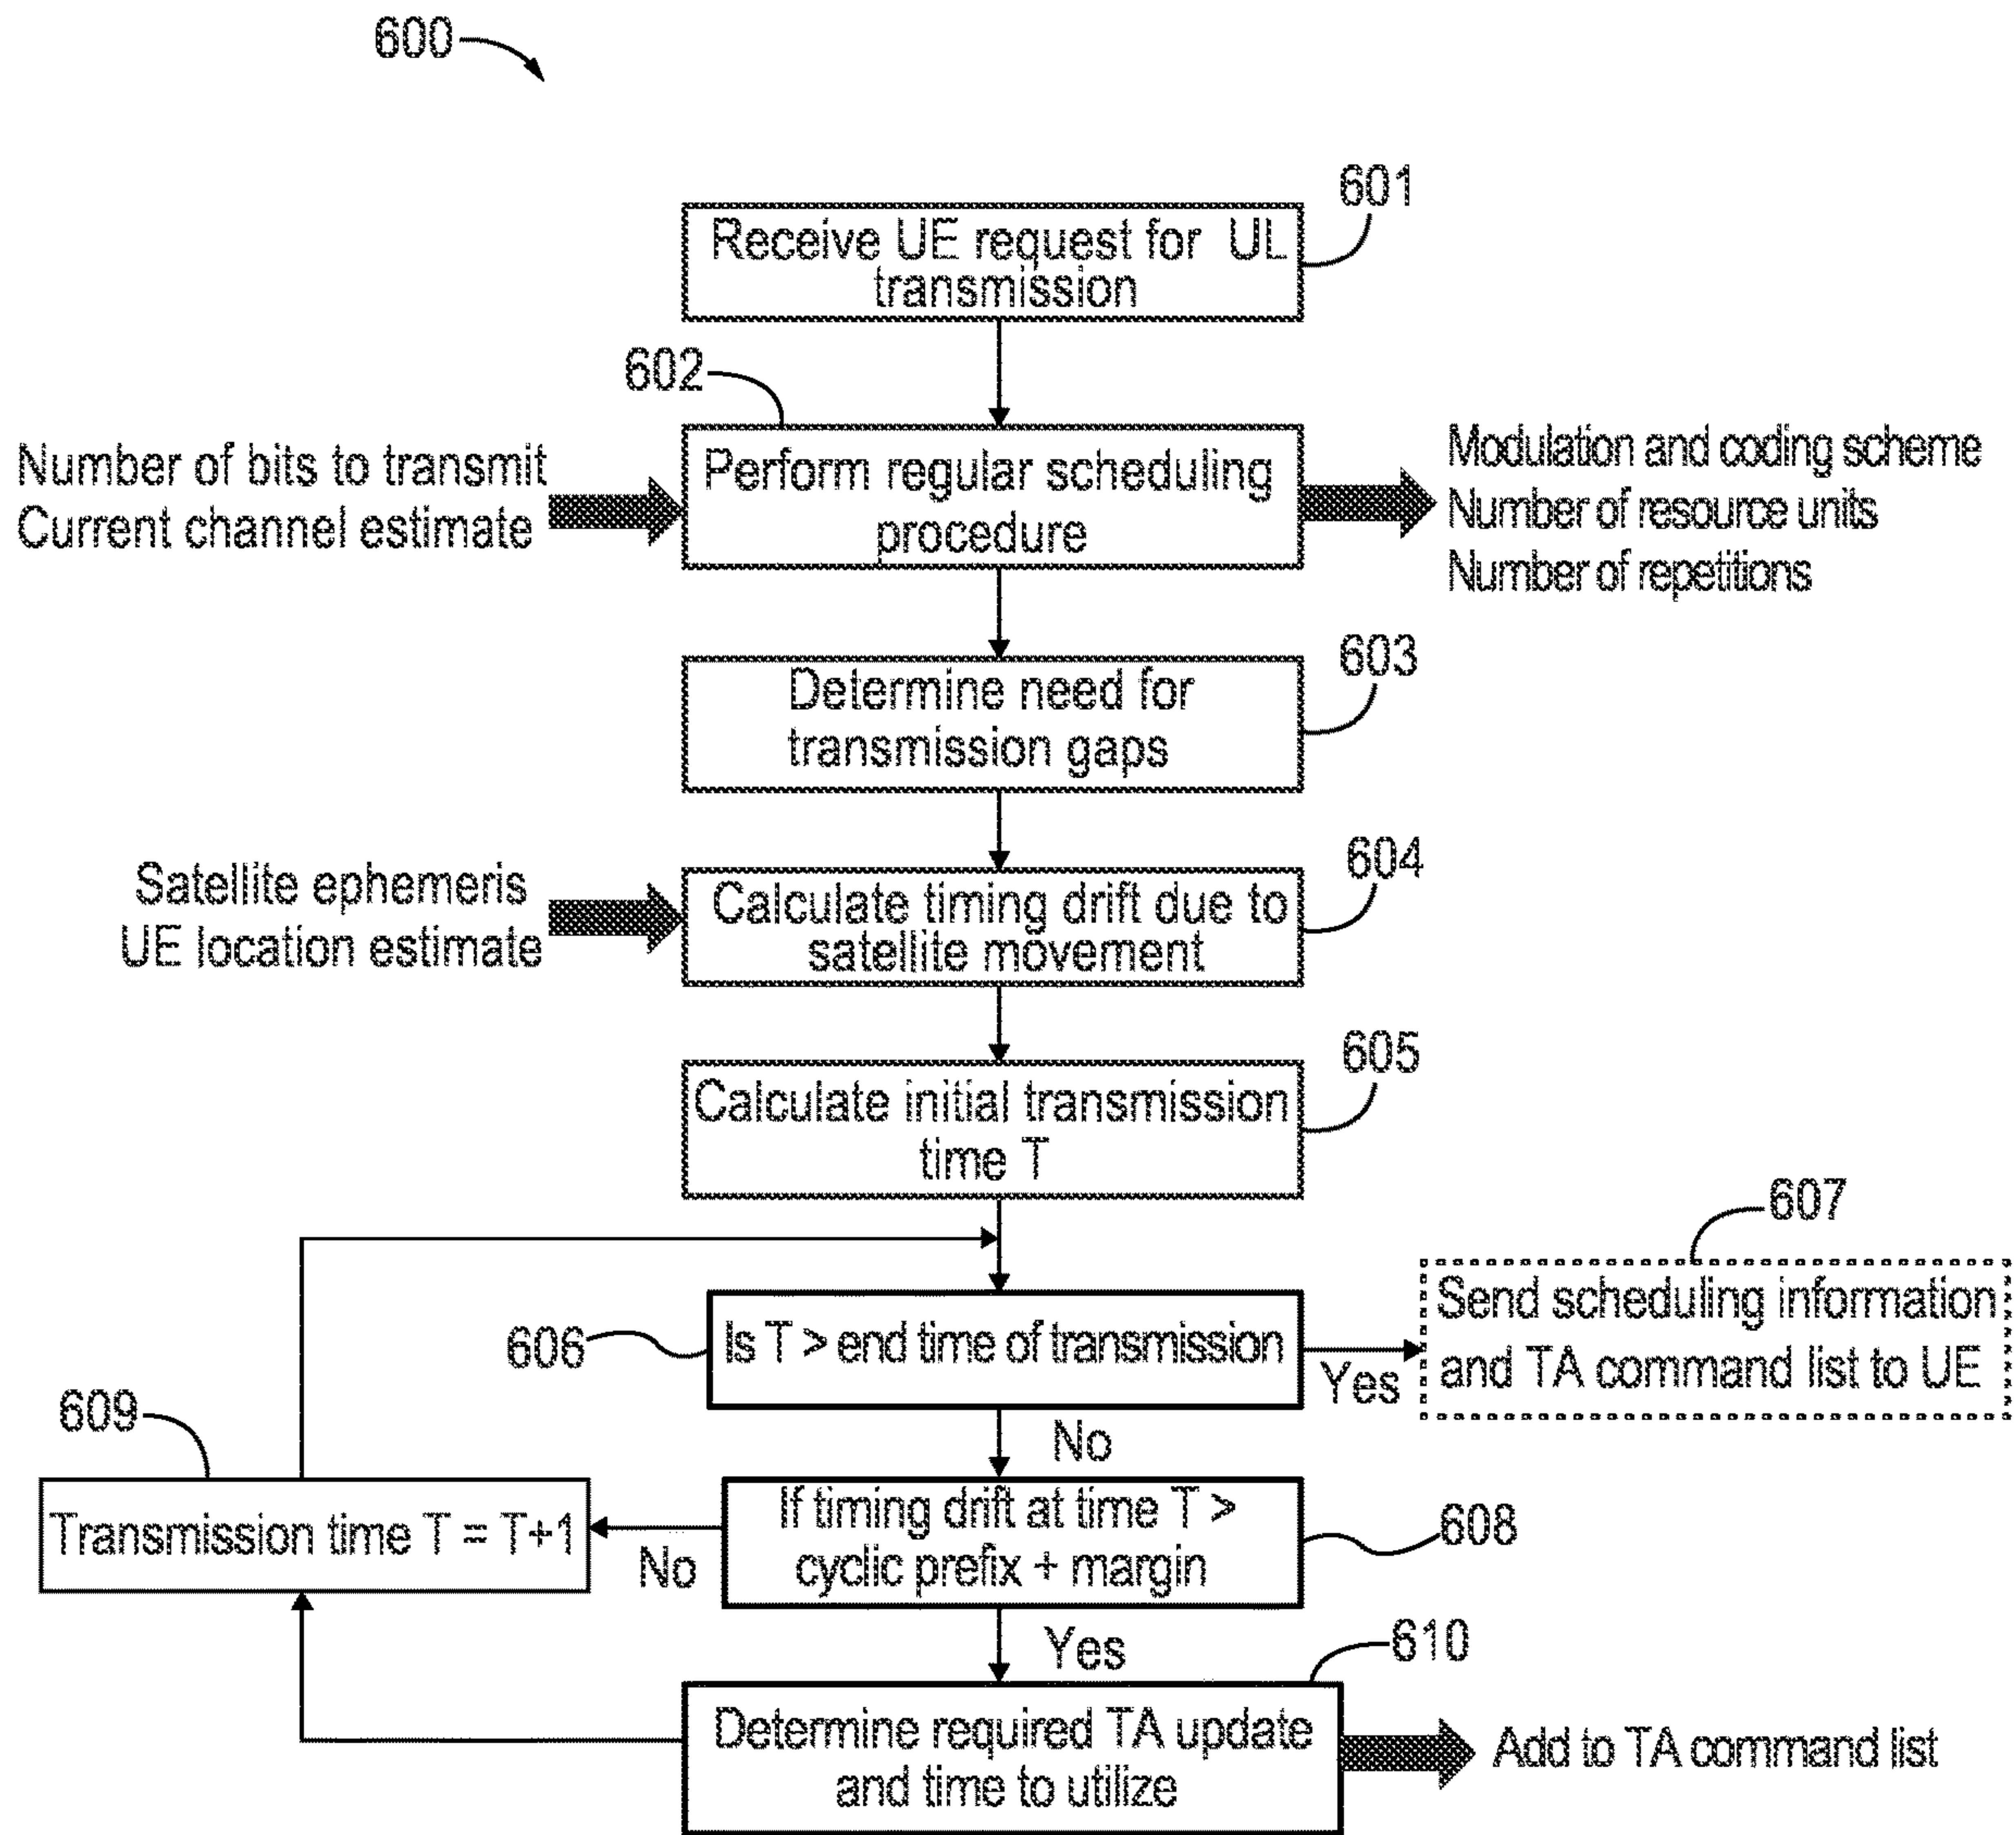 600
601
Receive UE request for UL
transmission
602
Number of bits to transmit
Current channel estimate
Perform regular scheduling
procedure
Modulation and coding scheme
Number of resource units
Number of repetitions
603
Determine need for
transmission gaps
604
Satellite ephemeris
UE location estimate
Calculate timing drift due to
satellite movement
605
Calculate initial transmission
time T
607
606
Is T > end time of transmission
Yes
Send scheduling information
and TA command list to UE
No
609
Transmission time T = T+1
No
If timing drift at time T >
cyclic prefix + margin
608
Yes
610
Determine required TA update
and time to utilize
Add to TA command list